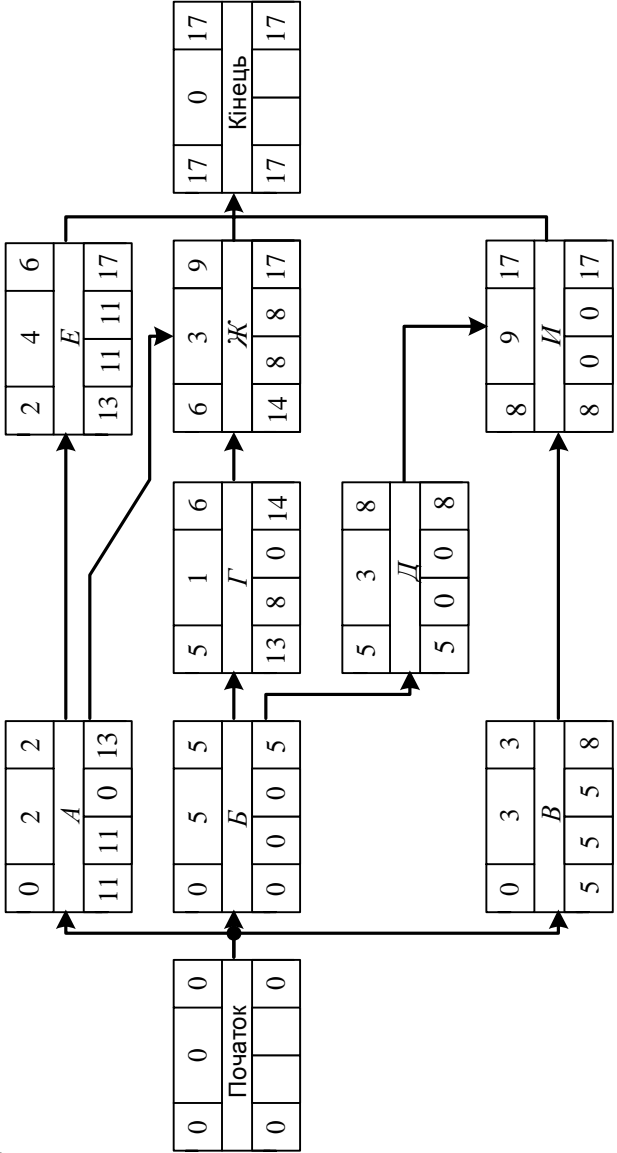 0 0 0
Початок
0 0
0 2 2
А
11 11 0 13
0 5 5
Б
0 0 0 5
0 3 3
В
5 5 5 8
5 1 6
Г
13 8 0 14
5 3 8
Д
5 0 0 8
2 4 6
Е
13 11 11 17
6 3 9
Ж
14 8 8 17
8 9 17
И
8 0 0 17
17 0 17
Кінець
17 17